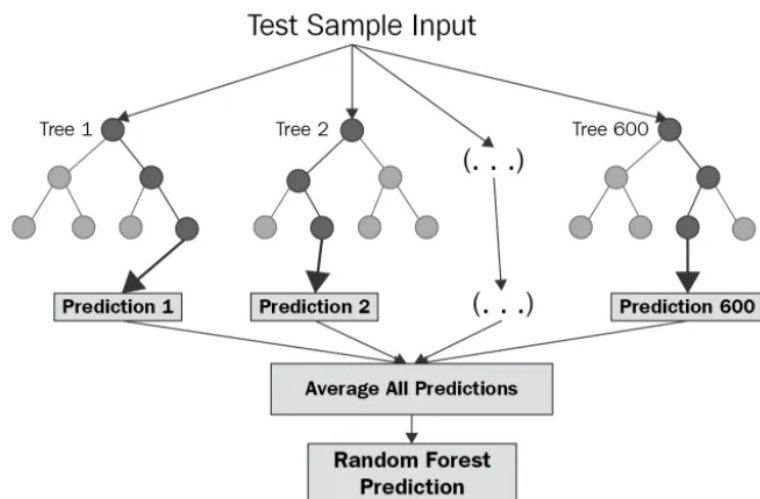 Test Sample Input
Tree 1
Tree 2
Tree 600
(. . .)
Prediction 1
Prediction 2
(. . .)
Prediction 600
Average All Predictions
Random Forest
Prediction